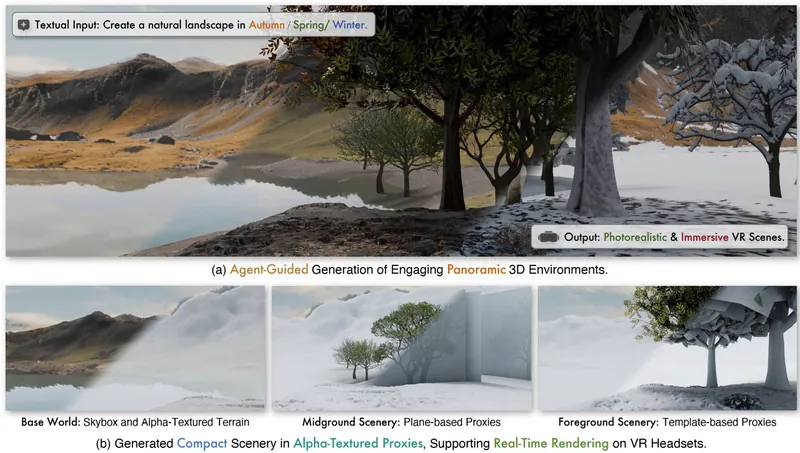 Textual Input: Create a natural landscape in Autumn / Spring/ Winter.
Output: Photorealistic & Immersive VR Scenes.
(a) Agent-Guided Generation of Engaging Panoramic 3D Environments.
Base World: Skybox and Alpha-Textured Terrain
Midground Scenery: Plane-based Proxies
Foreground Scenery: Template-based Proxies
(b) Generated Compact Scenery in Alpha-Textured Proxies, Supporting Real-Time Rendering on VR Headsets.